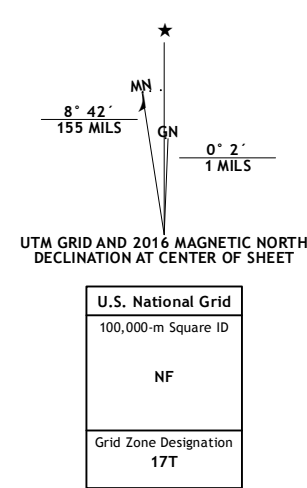 ★
MN
8° 42´
155 MILS
GN
0° 2´
1 MILS
UTM GRID AND 2016 MAGNETIC NORTH
DECLINATION AT CENTER OF SHEET
U.S. National Grid
100,000-m Square ID
NF
Grid Zone Designation
17T